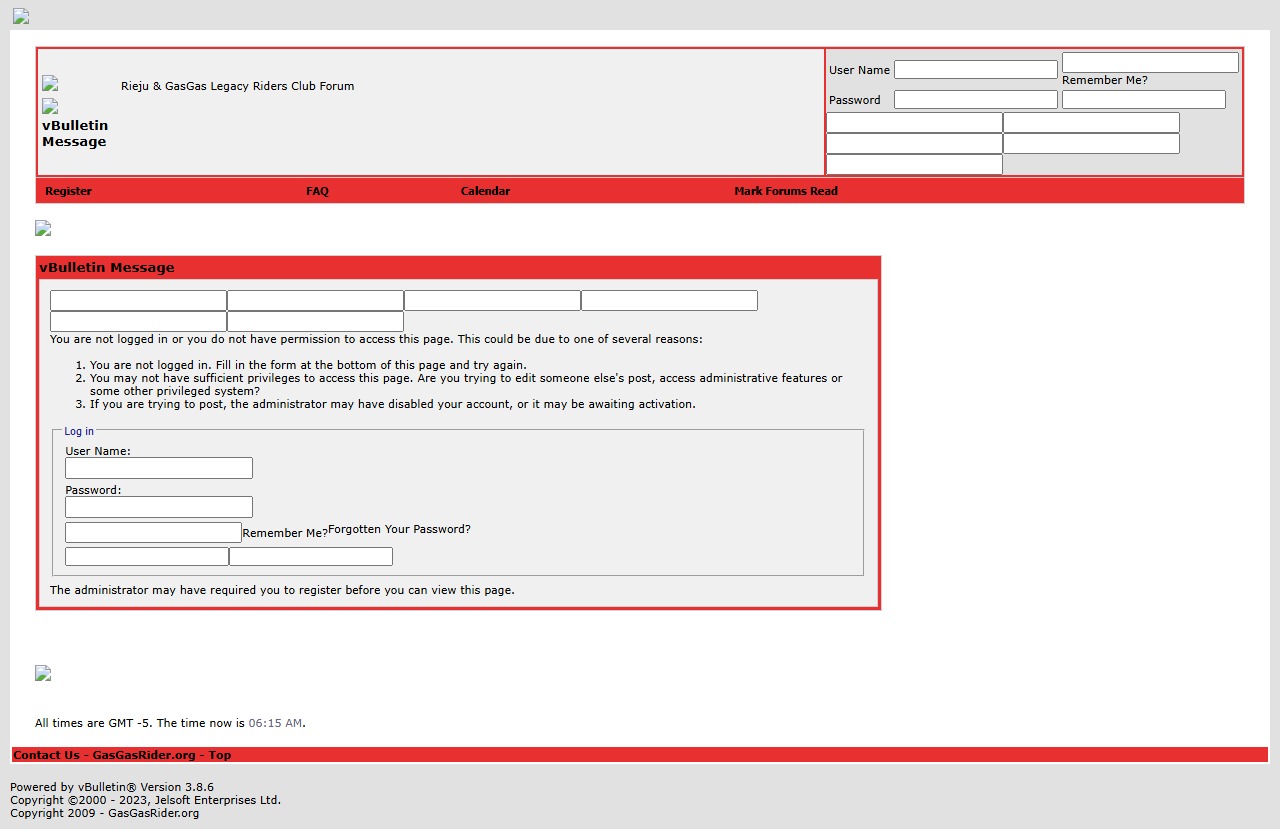 Rieju & GasGas Legacy Riders Club Forum
vBulletin
Message
User Name
Remember Me?
Password
Register FAQ Calendar Mark Forums Read
vBulletin Message
You are not logged in or you do not have permission to access this page. This could be due to one of several reasons:
1. You are not logged in. Fill in the form at the bottom of this page and try again.
2. You may not have sufficient privileges to access this page. Are you trying to edit someone else's post, access administrative features or
some other privileged system?
3. If you are trying to post, the administrator may have disabled your account, or it may be awaiting activation.
Log in
User Name:
Password:
Remember Me?Forgotten Your Password?
The administrator may have required you to register before you can view this page.
All times are GMT -5. The time now is 06:15 AM.
Contact Us - GasGasRider.org - Top
Powered by vBulletin® Version 3.8.6
Copyright ©2000 - 2023, Jelsoft Enterprises Ltd.
Copyright 2009 - GasGasRider.org